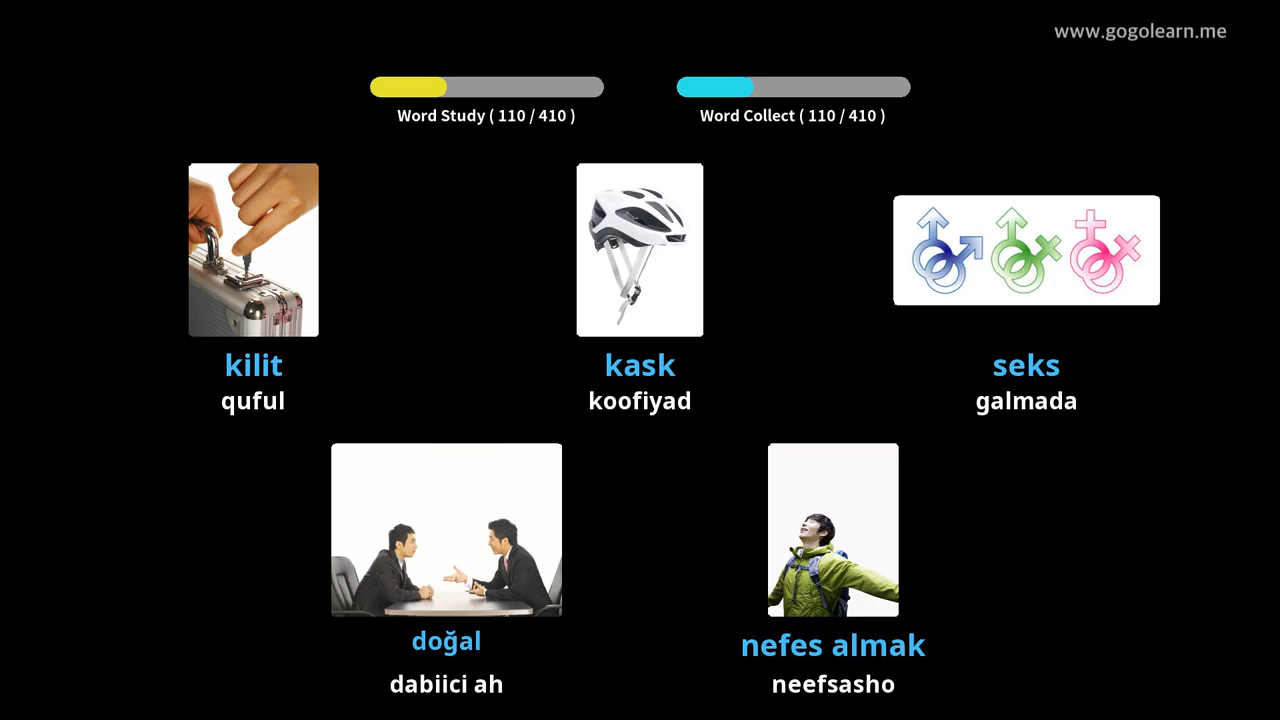 www.gogolearn.me
Word Study ( 110 / 410 )
Word Collect ( 110 / 410 )
kilit
quful
kask
koofiyad
seks
galmada
doğal
dabiici ah
nefes almak
neefsasho